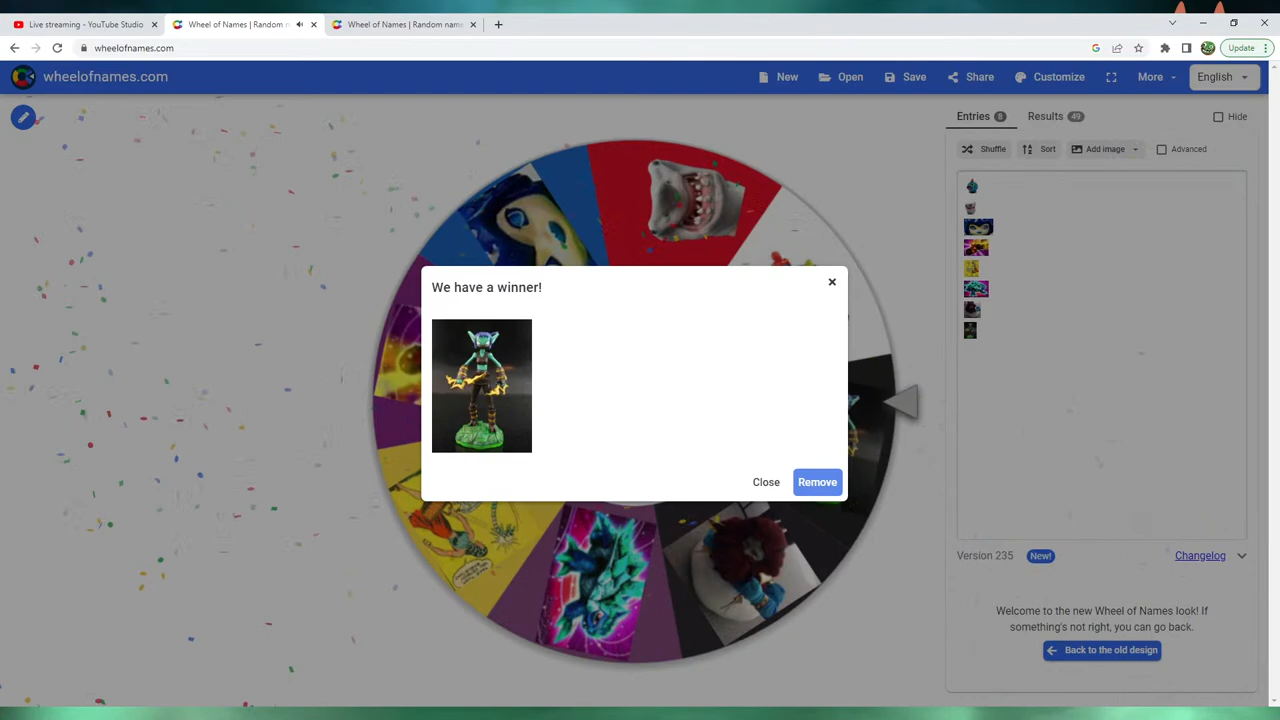 Live streaming - YouTube Studio
Wheel of Names | Random n
Wheel of Names | Random name
wheelofnames.com
Update
wheelofnames.com
New
Open
Save
Share
Customize
More
English
Entries 8
Results 49
Hide
Shuffle
Sort
Add image
Advanced
We have a winner!
Close
Remove
Version 235
New!
Changelog
Welcome to the new Wheel of Names look! If
something's not right, you can go back.
Back to the old design